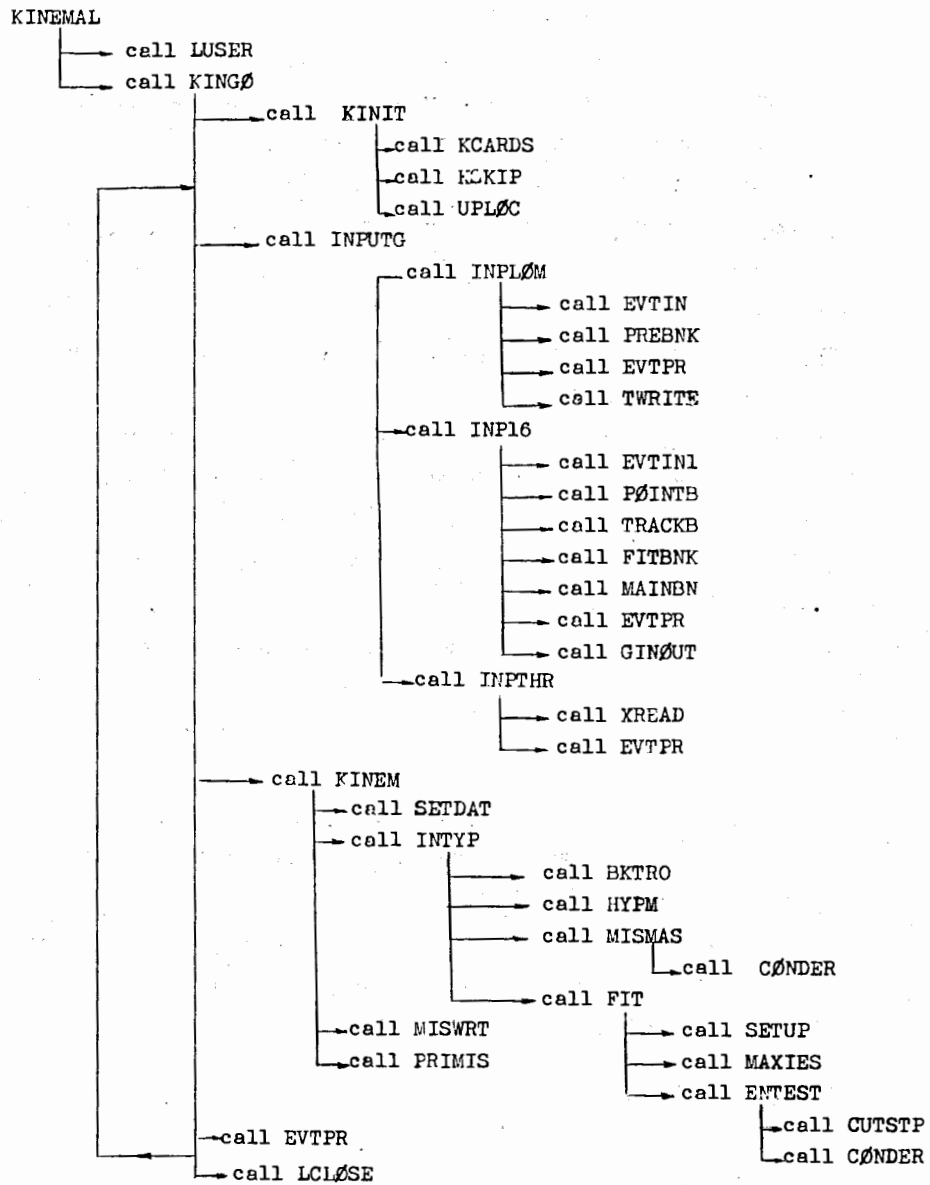 KINEMAL
call LUSER
call KINGØ
call KINIT
call KCARDS
call KSKIP
call UPLØC
call INPUTG
call INPLØM
call EVTIN
call PREBNK
call EVTPR
call TWRITE
call INP16
call EVTIN1
call PØINTB
call TRACKB
call FITBNK
call MAINBN
call EVTPR
call GINØUT
call INPTHR
call XREAD
call EVTPR
call KINEM
call SETDAT
call INTYP
call BKTRO
call HYPM
call MISMAS
call CØNDER
call FIT
call MISWRT
call SETUP
call PRIMIS
call MAXIES
call ENTEST
call CUTSTP
call EVTPR
call CØNDER
call LCLØSE